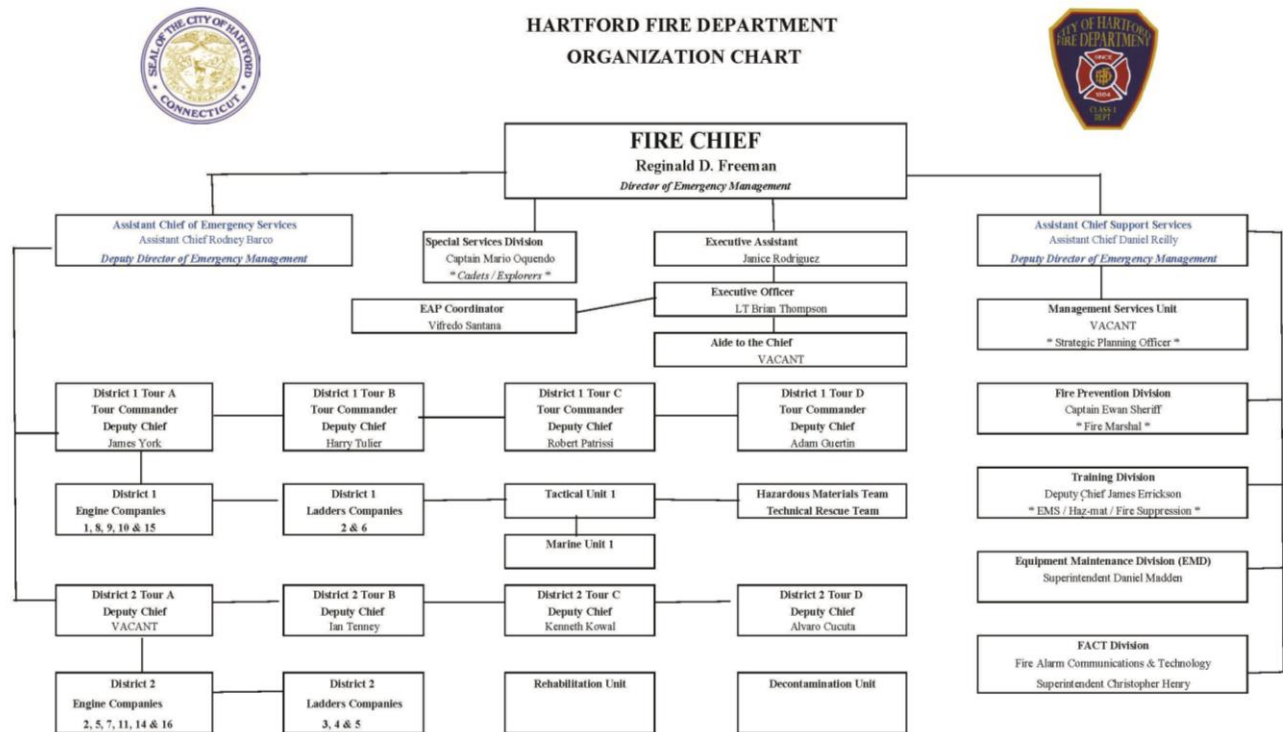 SEAL OF THE CITY OF HARTFORD
CONNECTICUT
HARTFORD FIRE DEPARTMENT
ORGANIZATION CHART
CITY OF HARTFORD
FIRE DEPARTMENT
SINCE
CLASS 1
DEPT
FIRE CHIEF
Reginald D. Freeman
Director of Emergency Management
Assistant Chief of Emergency Services
Assistant Chief Rodney Barco
Deputy Director of Emergency Management
Special Services Division
Captain Mario Oquendo
* Cadets / Explorers *
Executive Assistant
Janice Rodriguez
Assistant Chief Support Services
Assistant Chief Daniel Reilly
Deputy Director of Emergency Management
EAP Coordinator
Vifredo Santana
Executive Officer
LT Brian Thompson
Aide to the Chief
VACANT
Management Services Unit
VACANT
* Strategic Planning Officer *
District 1 Tour A
Tour Commander
Deputy Chief
James York
District 1 Tour B
Tour Commander
Deputy Chief
Harry Tulier
District 1 Tour C
Tour Commander
Deputy Chief
Robert Patrissi
District 1 Tour D
Tour Commander
Deputy Chief
Adam Guertin
Fire Prevention Division
Captain Ewan Sheriff
* Fire Marshal *
District 1
Engine Companies
1, 8, 9, 10 & 15
District 1
Ladders Companies
2 & 6
Tactical Unit 1
Hazardous Materials Team
Technical Rescue Team
Marine Unit 1
Training Division
Deputy Chief James Errickson
* EMS / Haz-mat / Fire Suppression *
District 2 Tour A
Deputy Chief
VACANT
District 2 Tour B
Deputy Chief
Ian Tenney
District 2 Tour C
Deputy Chief
Kenneth Kowal
District 2 Tour D
Deputy Chief
Alvaro Cucuta
Equipment Maintenance Division (EMD)
Superintendent Daniel Madden
District 2
Engine Companies
2, 5, 7, 11, 14 & 16
District 2
Ladders Companies
3, 4 & 5
Rehabilitation Unit
Decontamination Unit
FACT Division
Fire Alarm Communications & Technology
Superintendent Christopher Henry